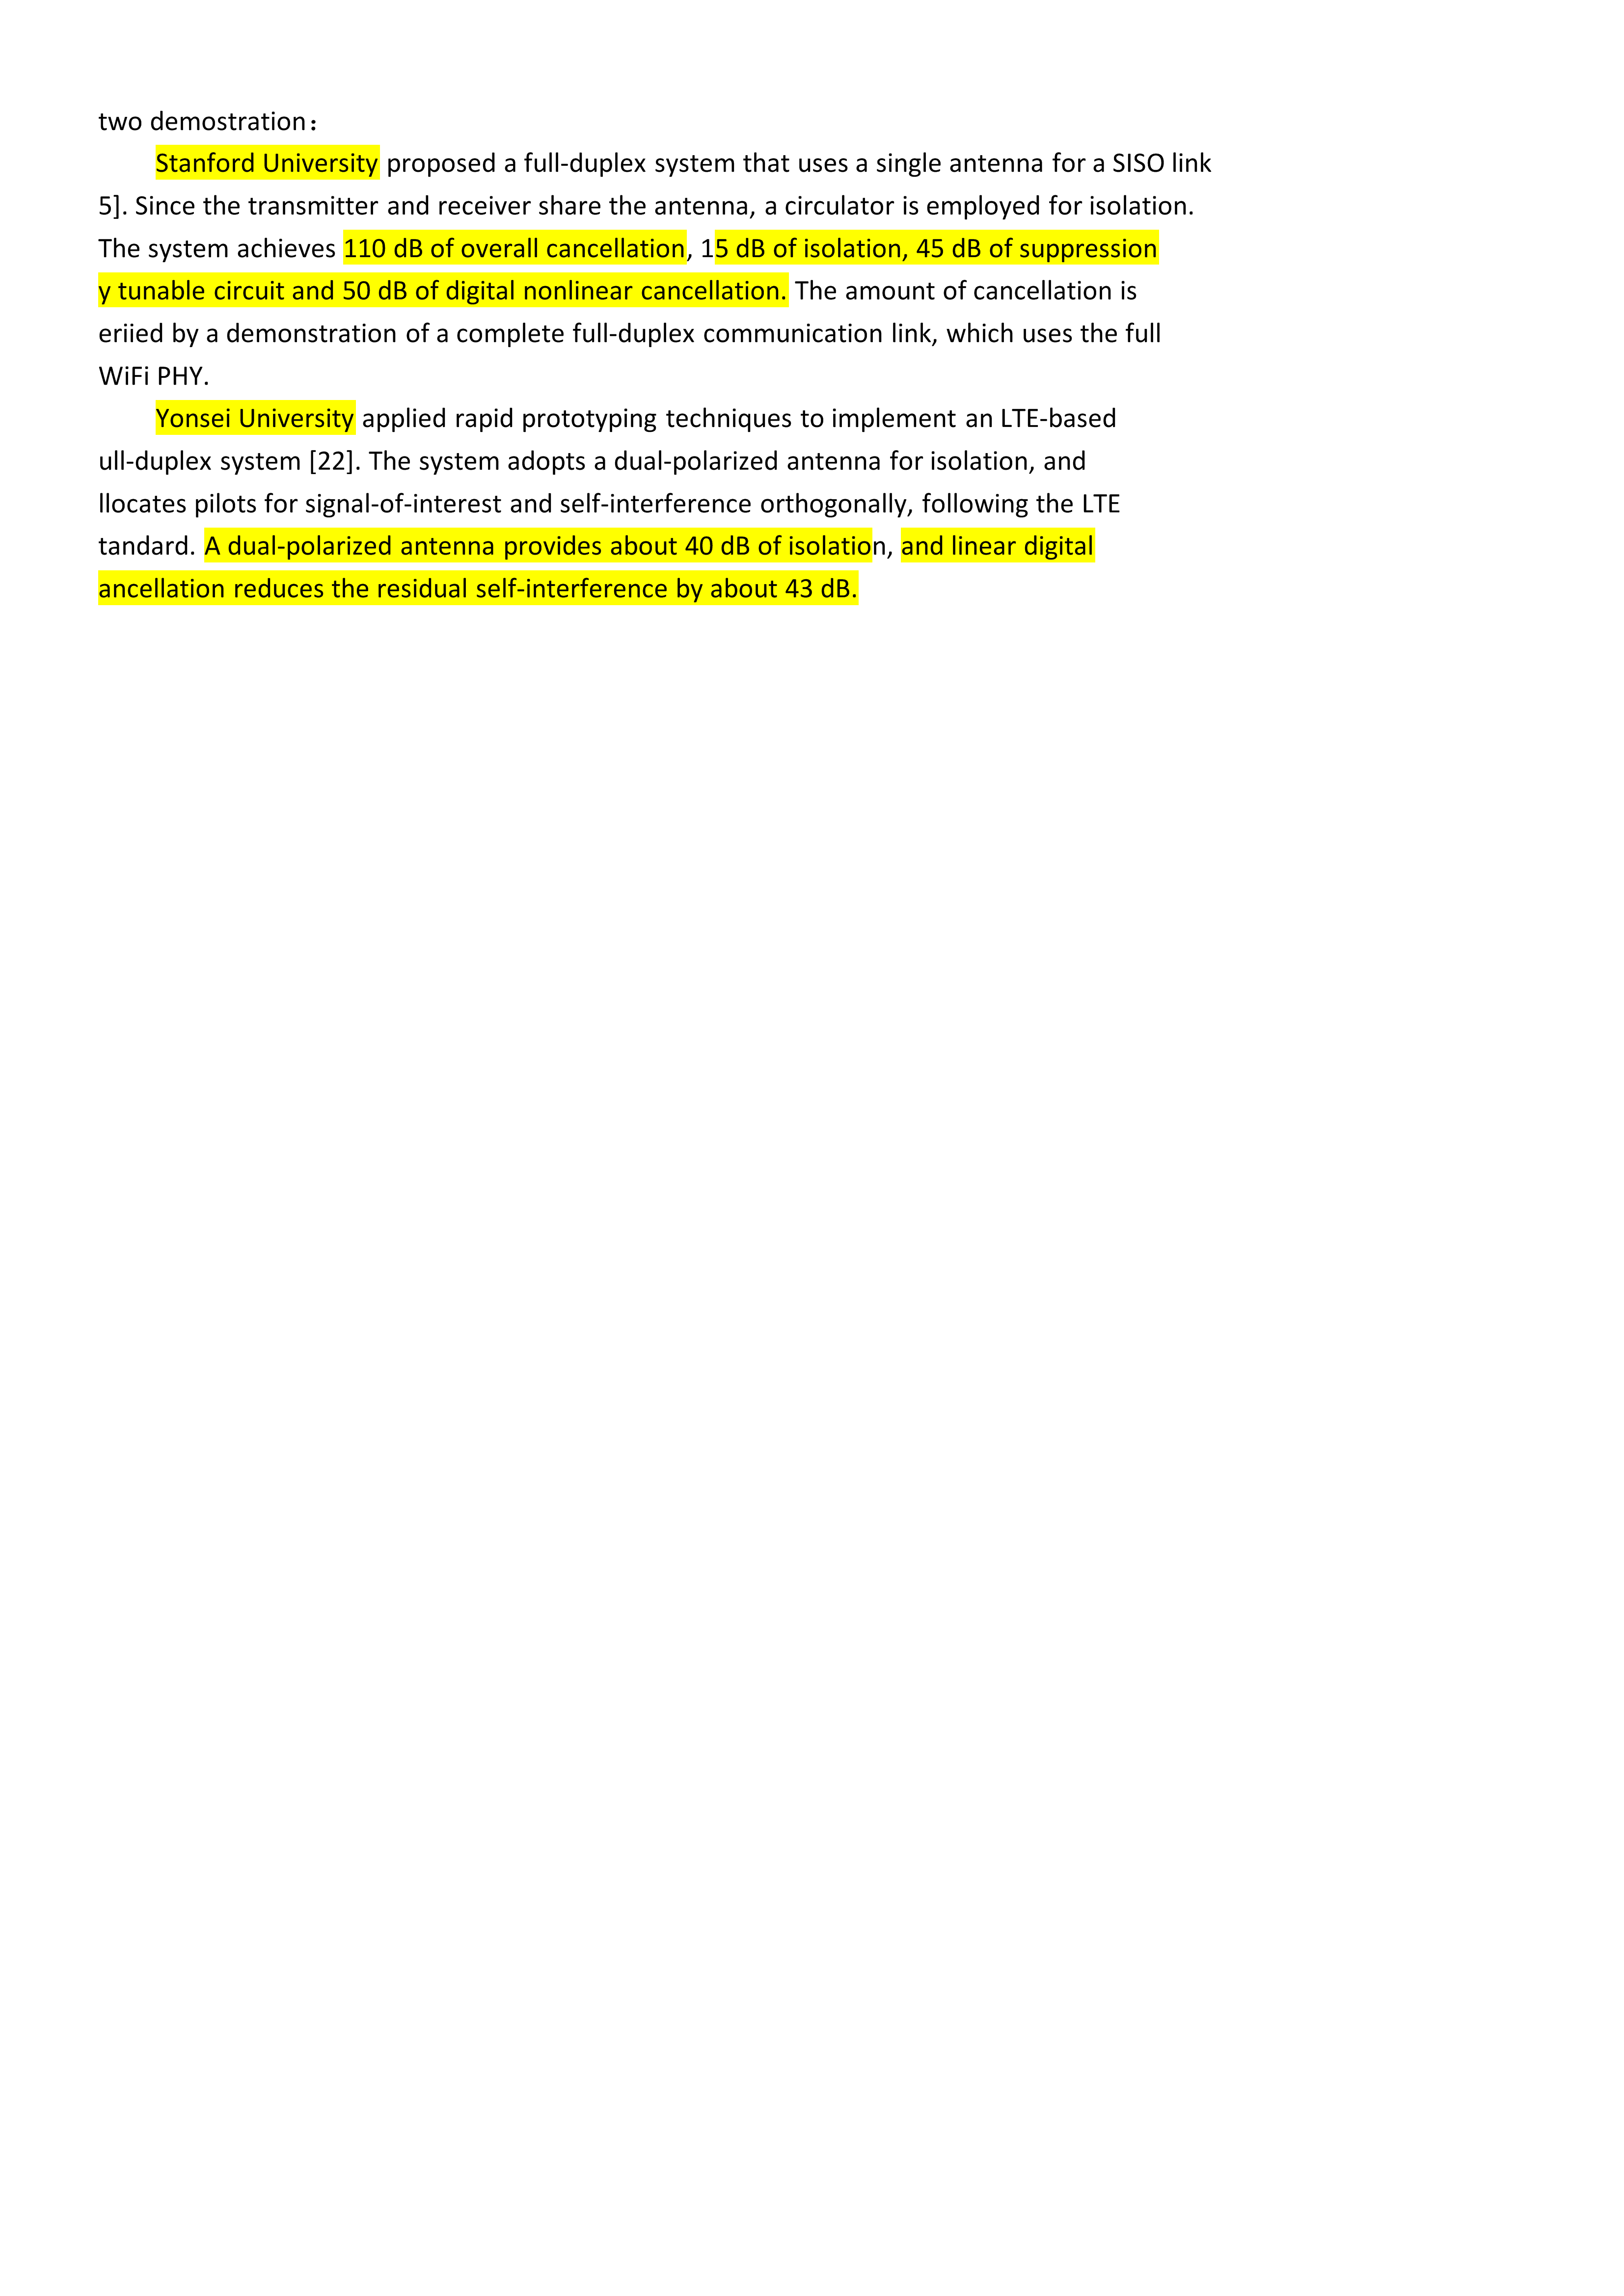 two demostration：
Stanford University proposed a full-duplex system that uses a single antenna for a SISO link
5]. Since the transmitter and receiver share the antenna, a circulator is employed for isolation.
The system achieves 110 dB of overall cancellation, 15 dB of isolation, 45 dB of suppression
y tunable circuit and 50 dB of digital nonlinear cancellation. The amount of cancellation is
eriied by a demonstration of a complete full-duplex communication link, which uses the full
WiFi PHY.
Yonsei University applied rapid prototyping techniques to implement an LTE-based
ull-duplex system [22]. The system adopts a dual-polarized antenna for isolation, and
llocates pilots for signal-of-interest and self-interference orthogonally, following the LTE
tandard. A dual-polarized antenna provides about 40 dB of isolation, and linear digital
ancellation reduces the residual self-interference by about 43 dB.